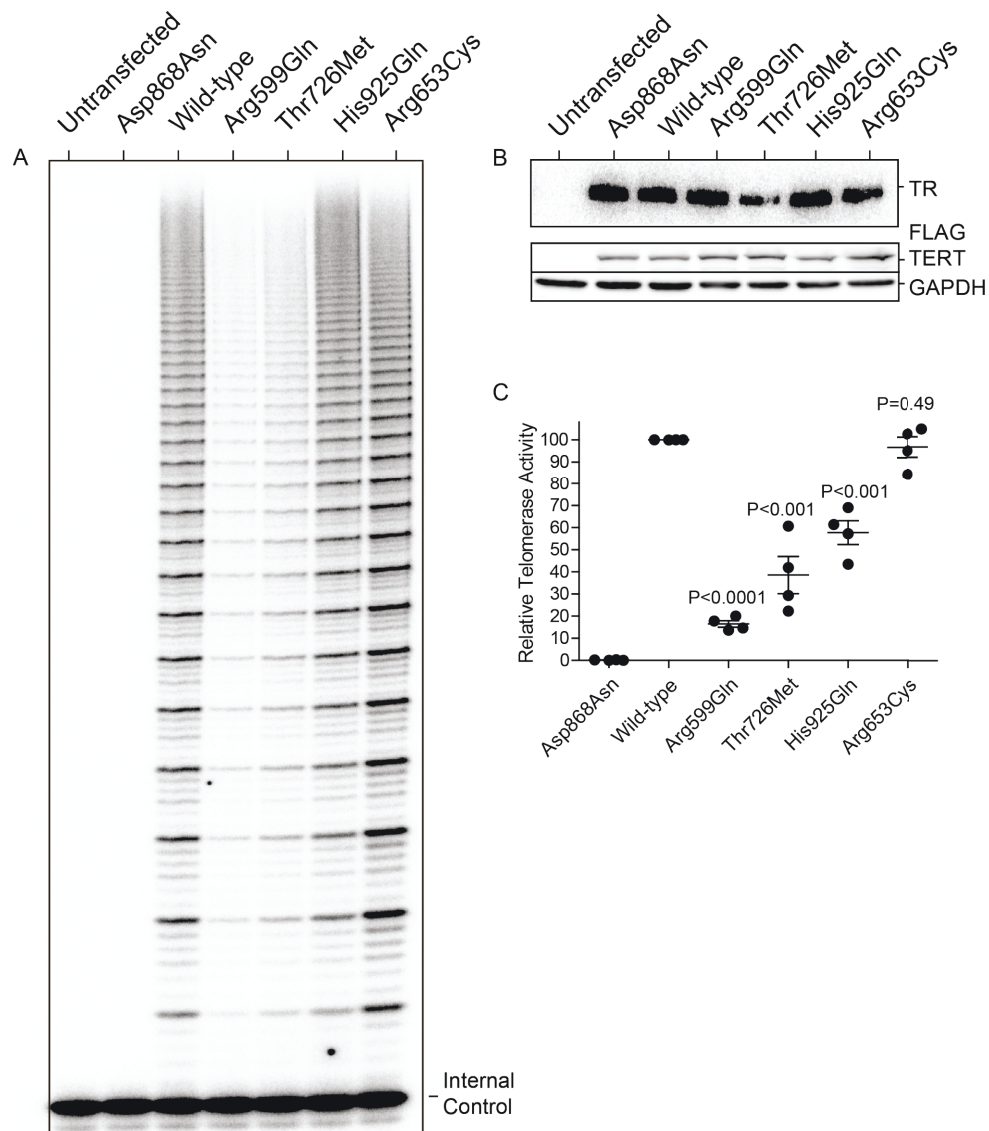 A
Untransfected
Asp868Asn
Wild-type
Arg599Gln
Thr726Met
His925Gln
Arg653Cys
Internal
Control
B
Untransfected
Asp868Asn
Wild-type
Arg599Gln
Thr726Met
His925Gln
Arg653Cys
TR
FLAG
TERT
GAPDH
C
Relative Telomerase Activity
100
90
80
70
60
50
40
30
20
10
0
P<0.0001
P<0.001
P<0.001
P=0.49
Asp868Asn
Wild-type
Arg599Gln
Thr726Met
His925Gln
Arg653Cys